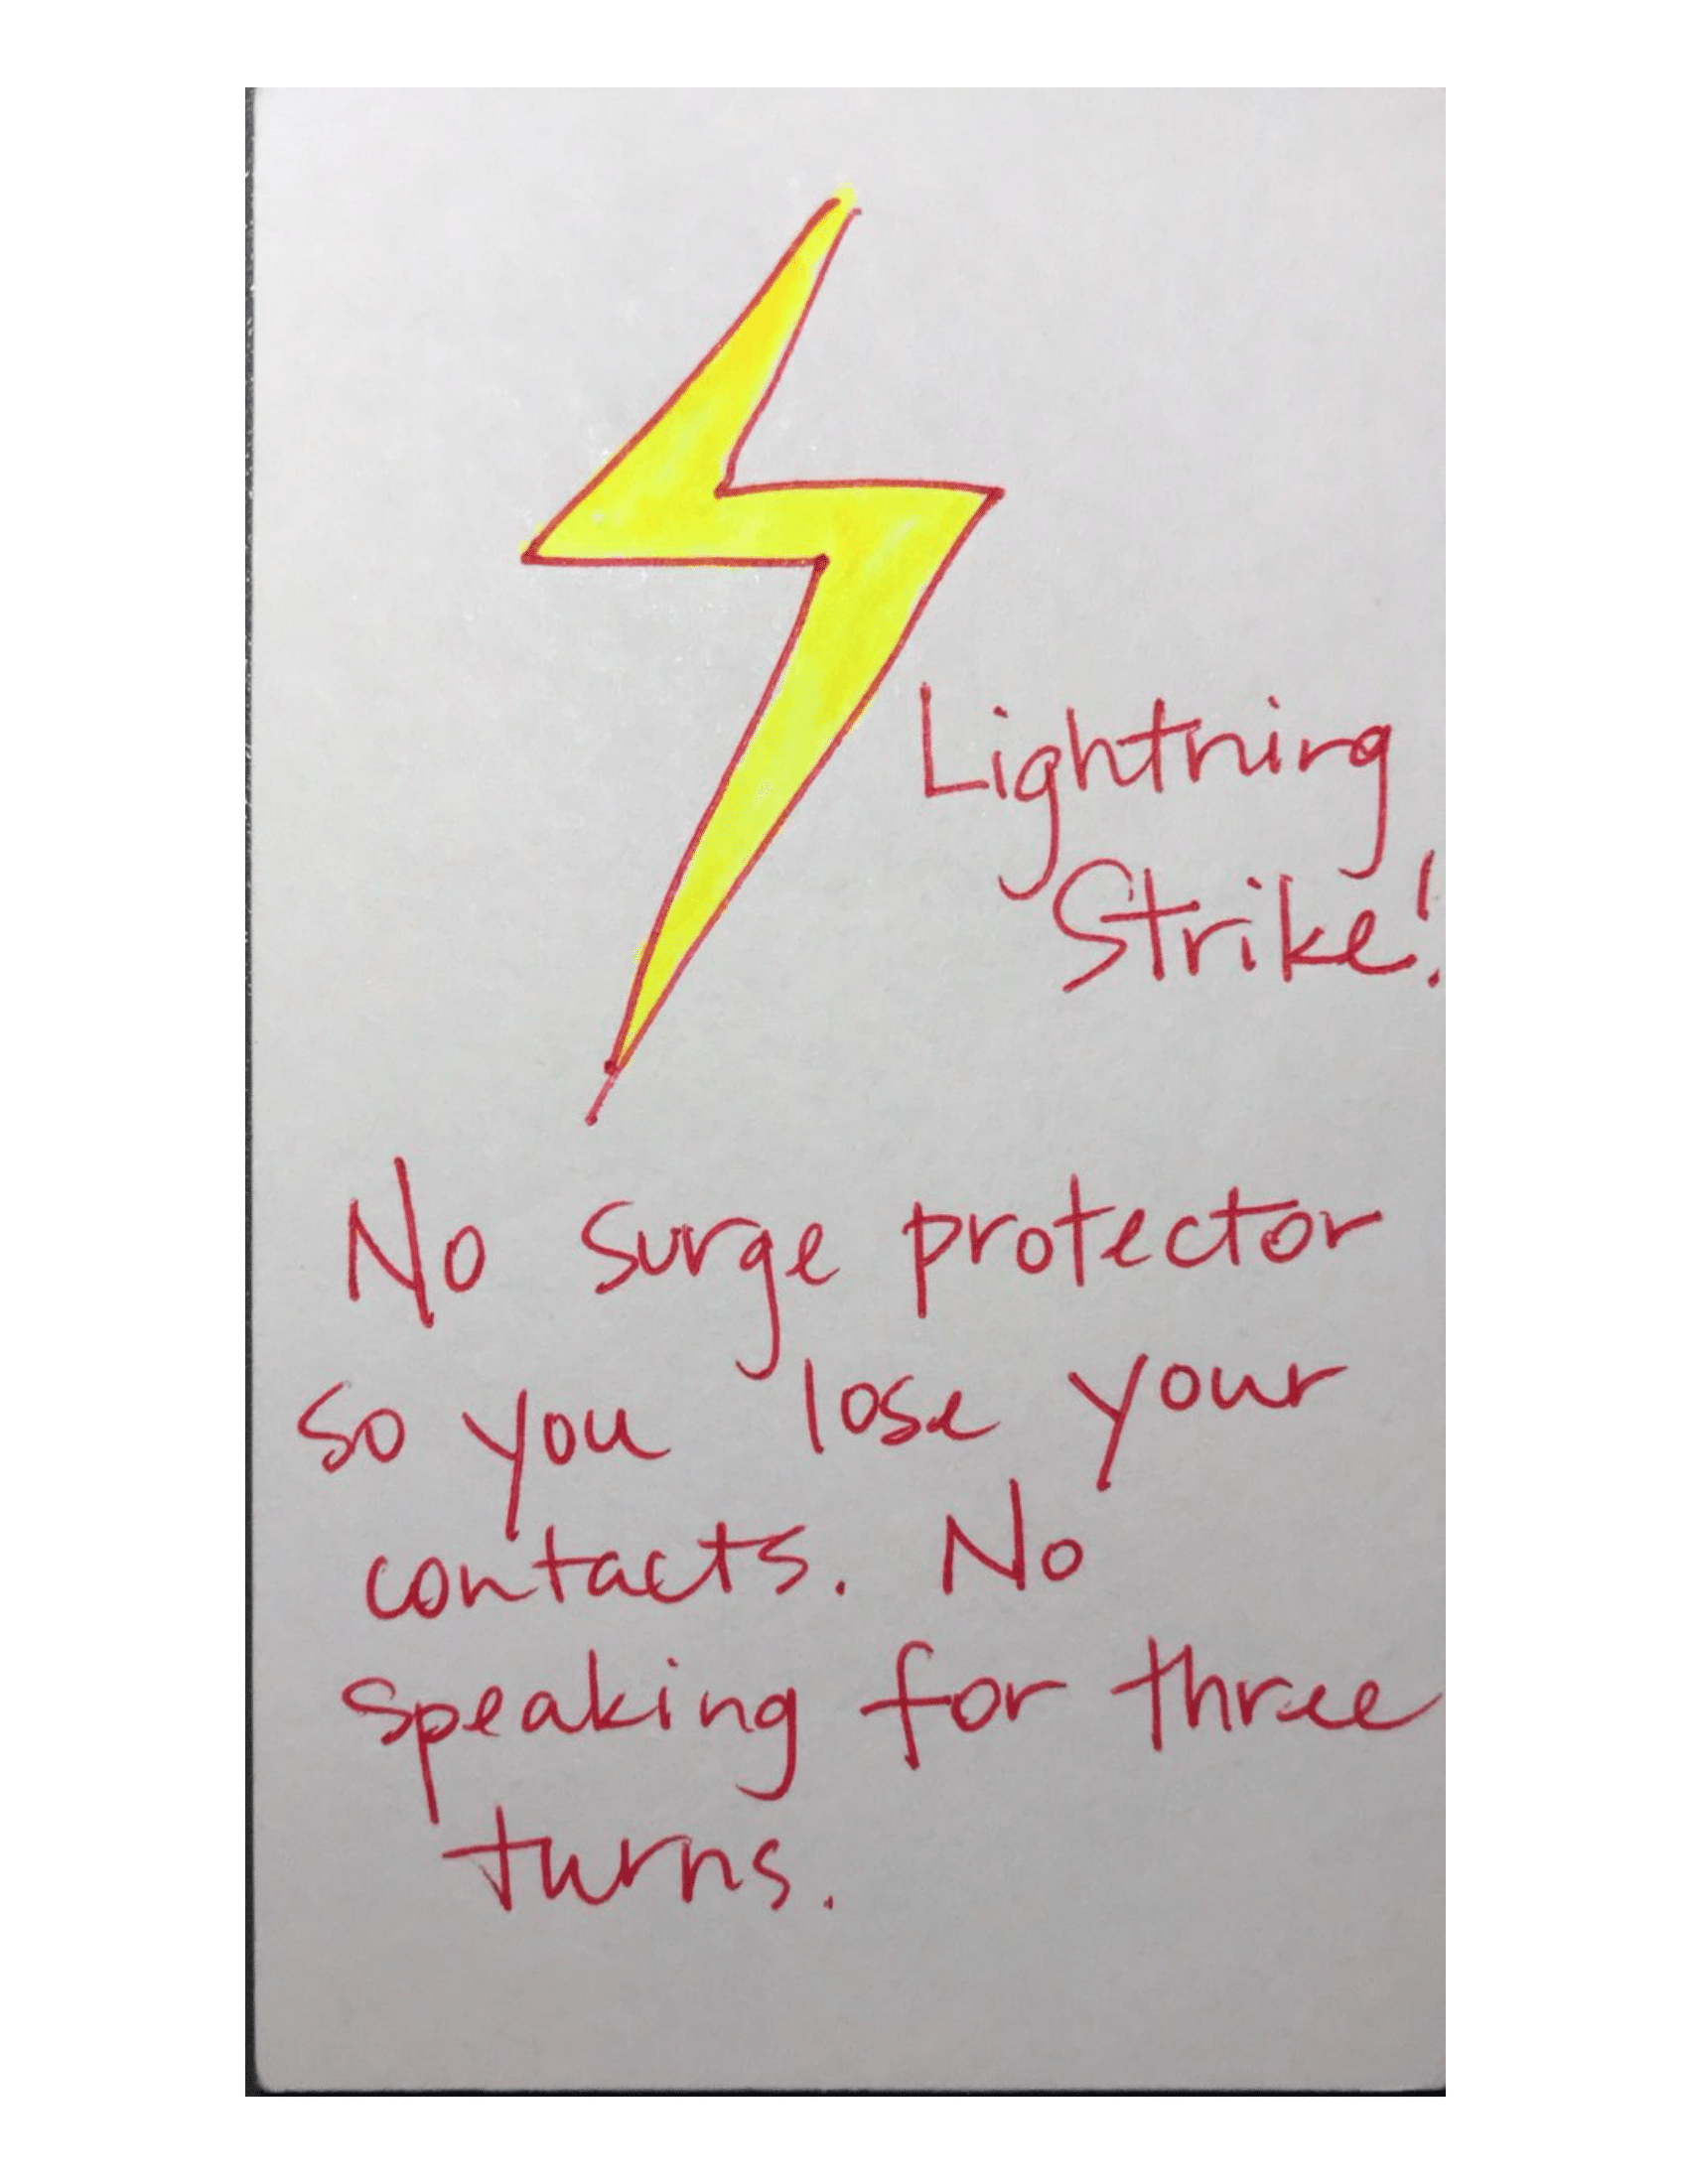 Lightning
Strike!
No surge protector
so you lose your
contacts. No
speaking for three
turns.